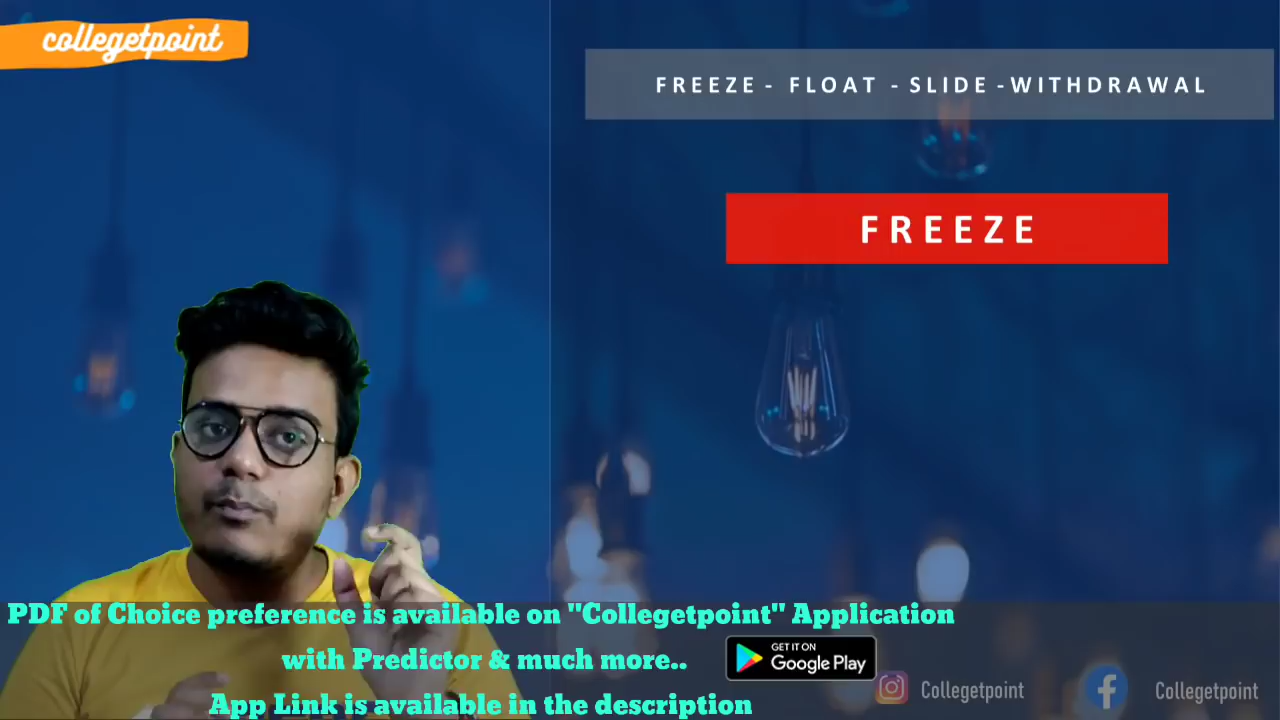 collegetpoint
FREEZE - FLOAT - SLIDE -WITHDRAWAL
FREEZE
PDF of Choice preference is available on "Collegetpoint" Application
with Predictor & much more..
GET IT ON
Google Play
Collegetpoint
Collegetpoint
App Link is available in the description